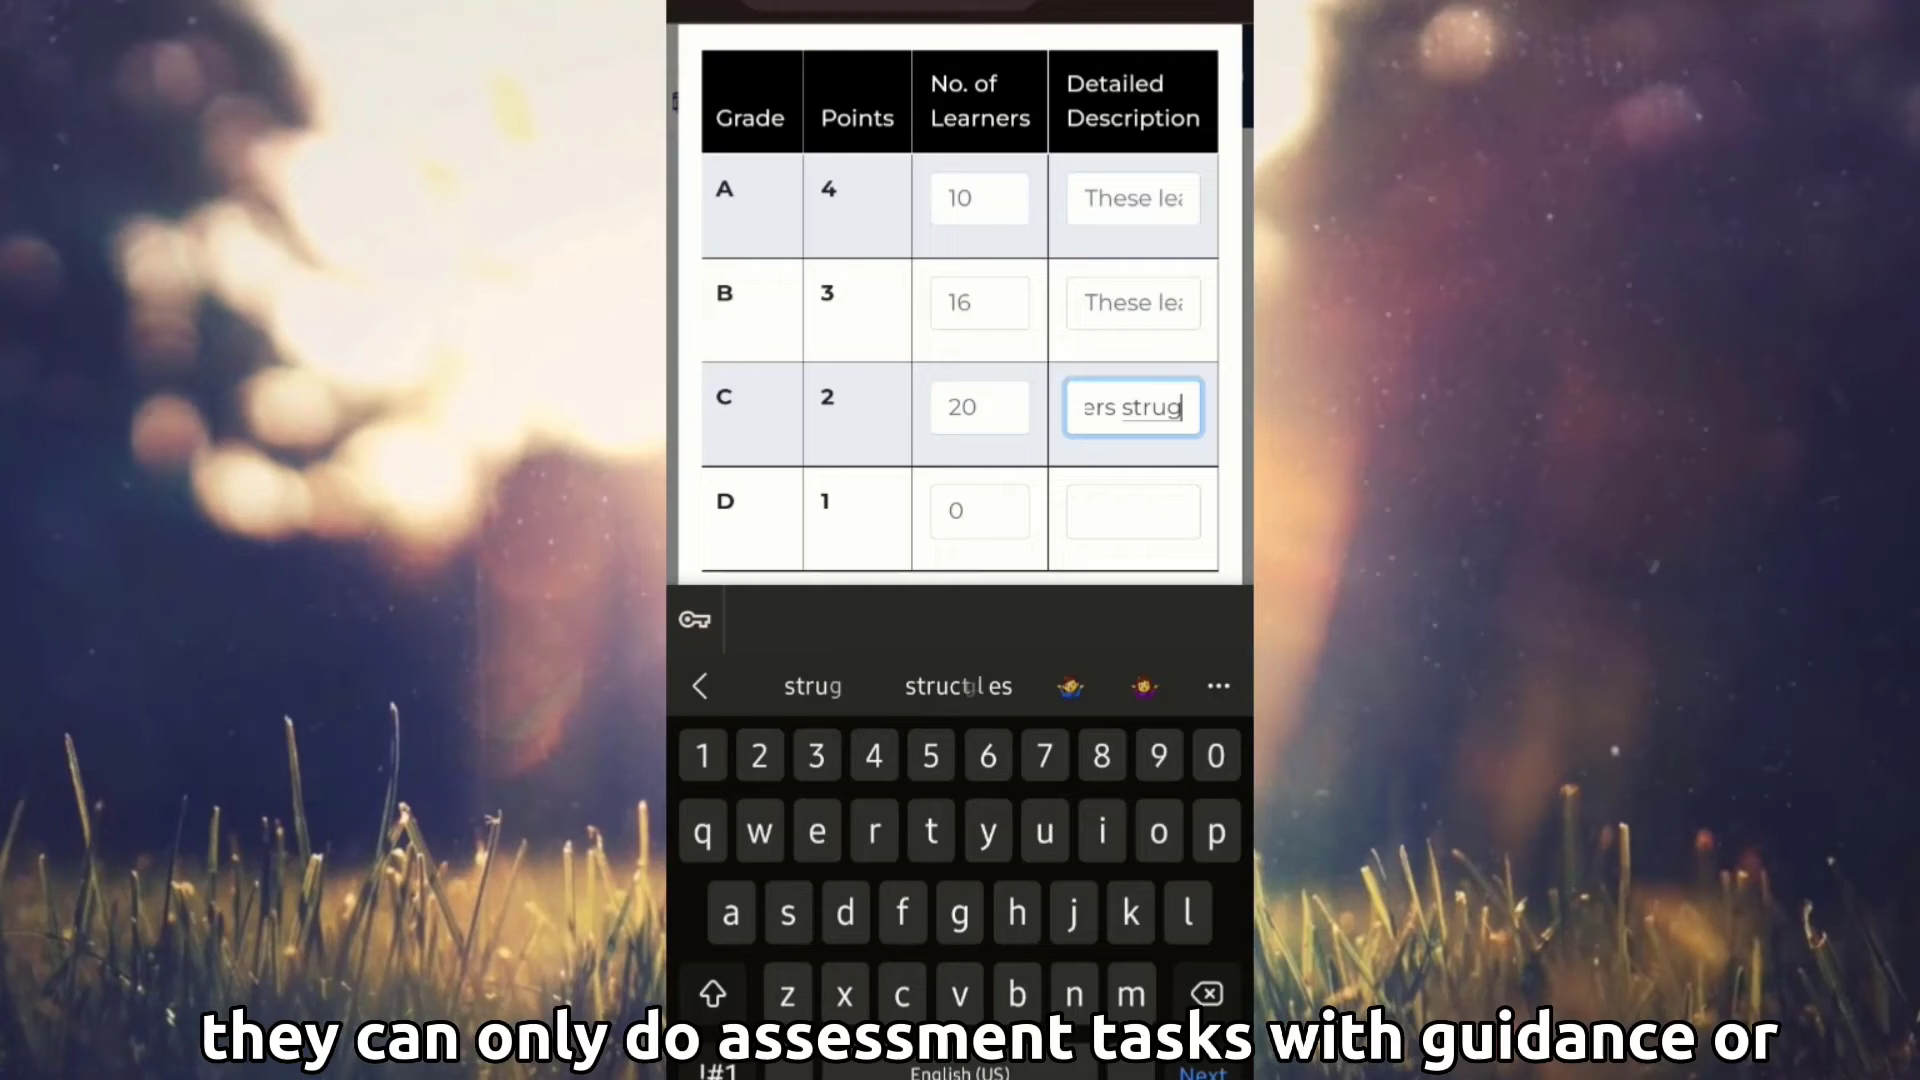 Grade Points No. of Learners Detailed Description
A 4 10 These lea
B 3 16 These lea
C 2 20 ers strug
D 1 0
strug
1 2 3 4 5 6 7 8 9 0
q w e r t y u i o p
a s d f g h j k l
z x c v b n m
they can only do assessment tasks with guidance or
!#1 English (US) Next